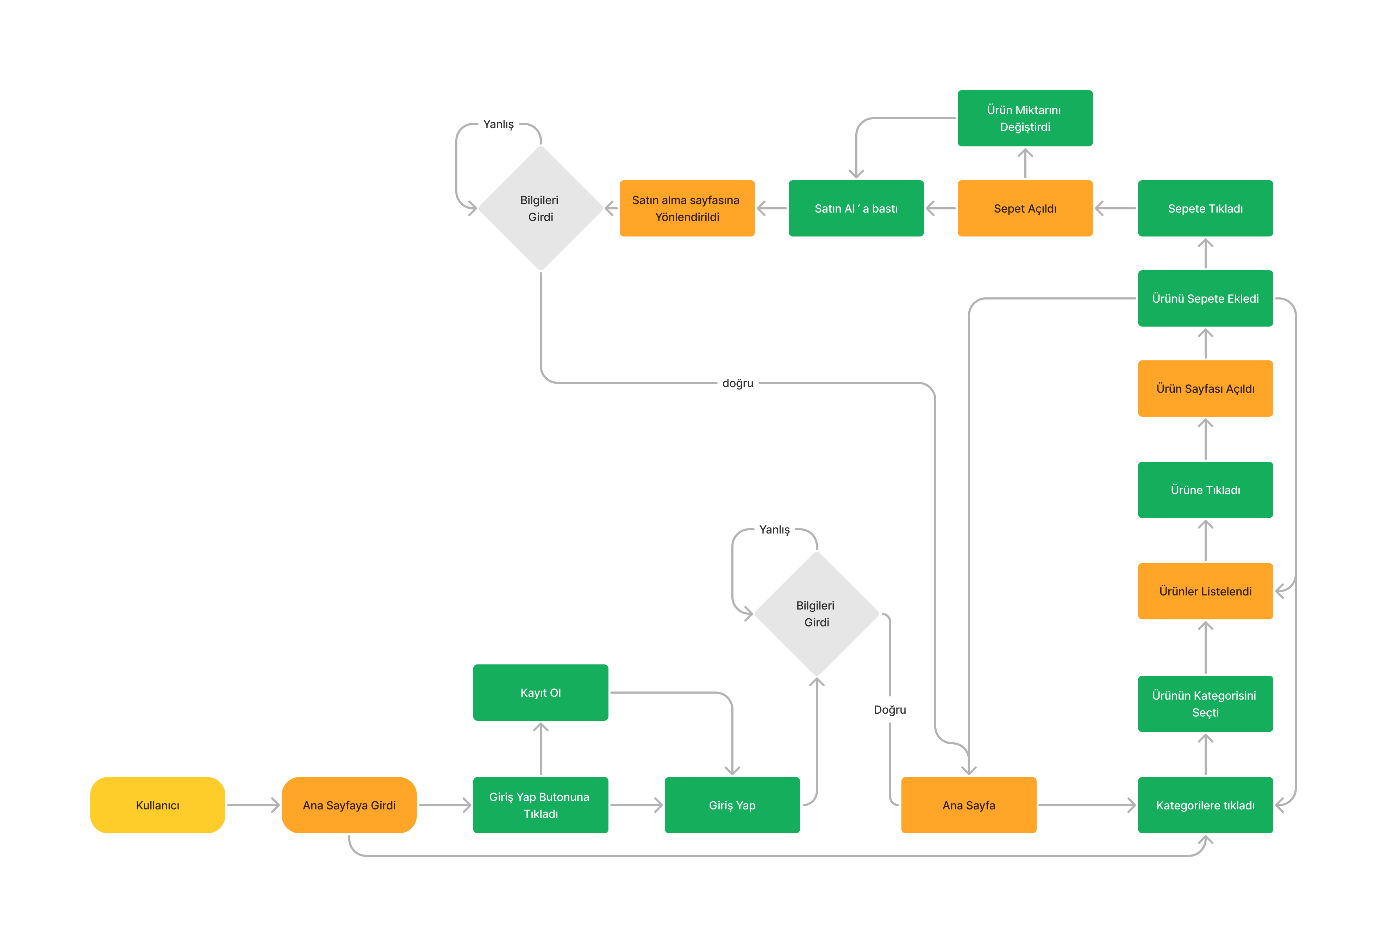 Ürün Miktarını
Değiştirdi
Yanlış
Bilgileri
Girdi
Satın alma sayfasına
Yönlendirildi
Satın Al ‘ a bastı
Sepet Açıldı
Sepete Tıkladı
Ürünü Sepete Ekledi
doğru
Ürün Sayfası Açıldı
Ürüne Tıkladı
Yanlış
Bilgileri
Girdi
Ürünler Listelendi
Kayıt Ol
Doğru
Ürünün Kategorisini
Seçti
Kullanıcı
Ana Sayfaya Girdi
Giriş Yap Butonuna
Tıkladı
Giriş Yap
Ana Sayfa
Kategorilere tıkladı